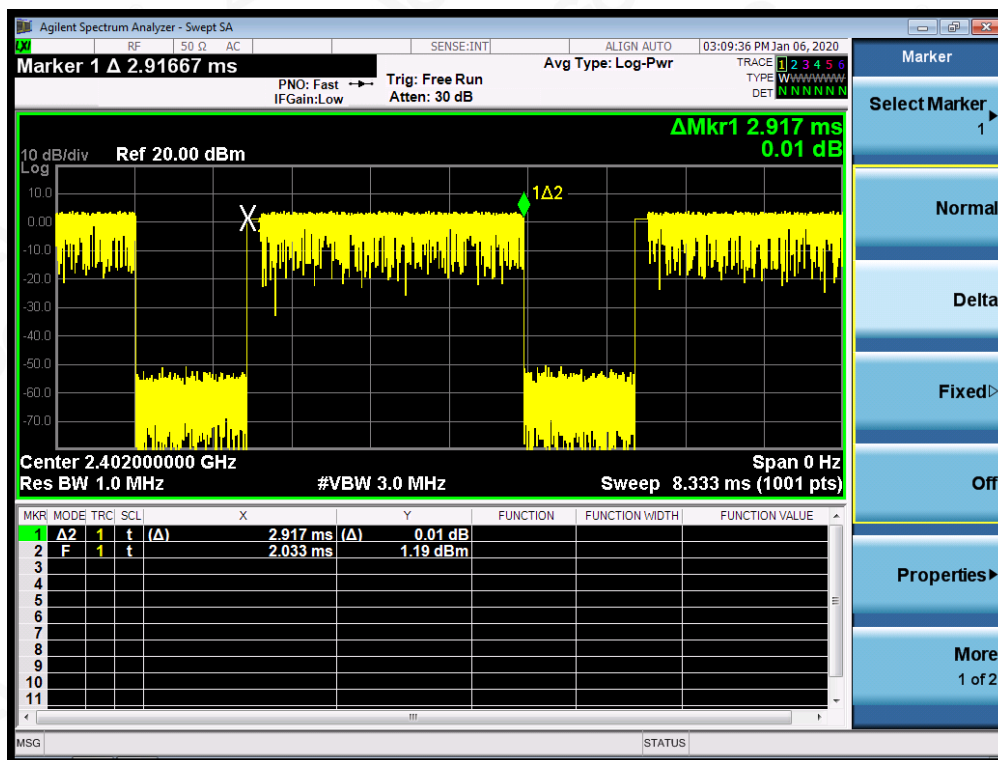 Agilent Spectrum Analyzer - Swept SA
LXI RF 50 Ω AC SENSE:INT ALIGN AUTO 03:09:36 PM Jan 06, 2020
Marker 1 Δ 2.91667 ms
PNO: Fast
IFGain:Low
Trig: Free Run
Atten: 30 dB
Avg Type: Log-Pwr
TRACE 1 2 3 4 5 6
TYPE WWWWWW
DET N N N N N N
ΔMkr1 2.917 ms
0.01 dB
10 dB/div Ref 20.00 dBm
Log
10.0
0.00
-10.0
-20.0
-30.0
-40.0
-50.0
-60.0
-70.0
X
1Δ2
Center 2.402000000 GHz Span 0 Hz
Res BW 1.0 MHz #VBW 3.0 MHz Sweep 8.333 ms (1001 pts)
MKR MODE TRC SCL X Y FUNCTION FUNCTION WIDTH FUNCTION VALUE
1 Δ2 1 t (Δ) 2.917 ms (Δ) 0.01 dB
2 F 1 t 2.033 ms 1.19 dBm
3
4
5
6
7
8
9
10
11
MSG STATUS
Marker
Select Marker
1
Normal
Delta
Fixed
Off
Properties
More
1 of 2